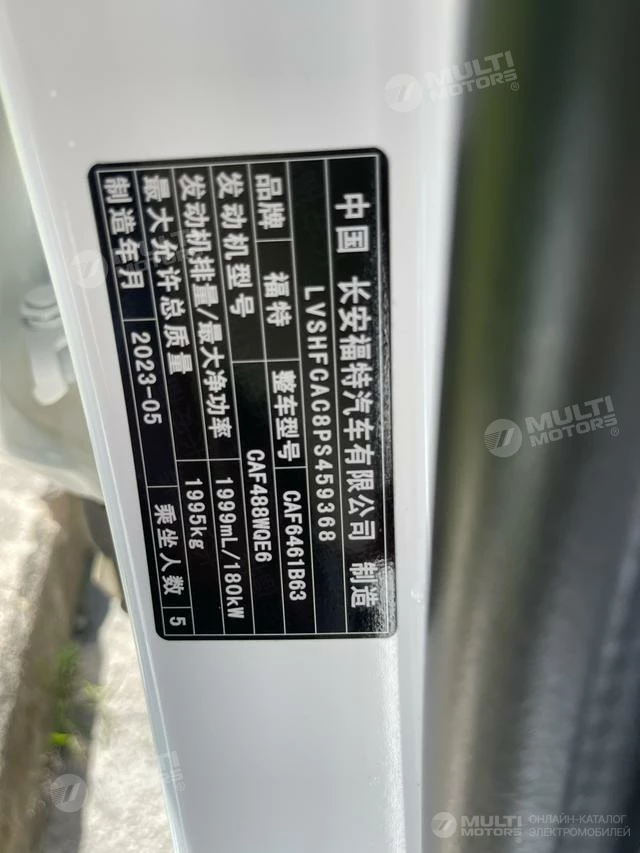 中国 长安福特汽车有限公司 制造
LVSHFCAC8PS459368
品牌 福特 整车型号 CAF6461B63
发动机型号 CAF488WQE6
发动机排量/最大净功率 1999mL/180kW
最大允许总质量 1995kg
制造年月 2023-05 乘坐人数 5
MULTI
MOTORS®
MULTI
MOTORS®
MULTI
MOTORS®
ОНЛАЙН-КАТАЛОГ
ЭЛЕКТРОМОБИЛЕЙ